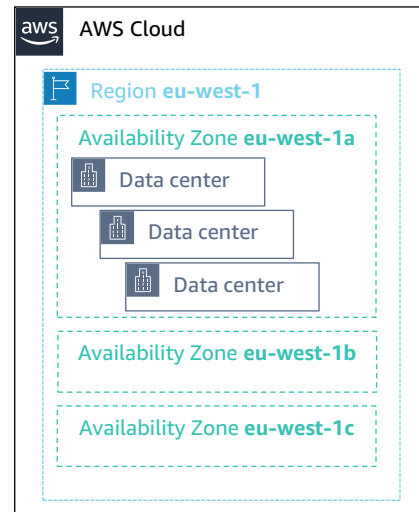 aws
AWS Cloud
Region eu-west-1
Availability Zone eu-west-1a
Data center
Data center
Data center
Availability Zone eu-west-1b
Availability Zone eu-west-1c